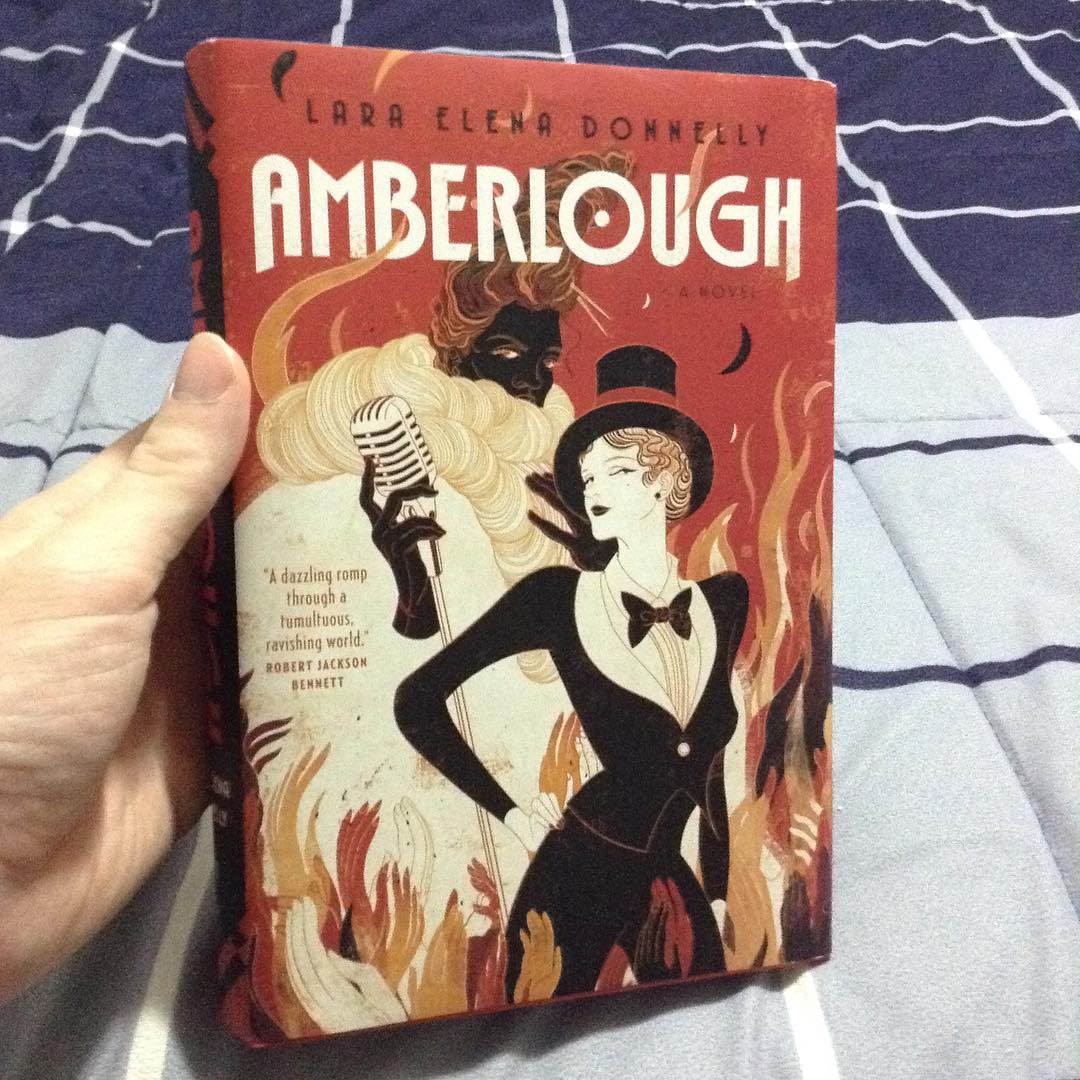 LARA ELENA DONNELLY
AMBERLOUGH
A NOVEL
"A dazzling romp
through a
tumultuous,
ravishing world."
ROBERT JACKSON
BENNETT